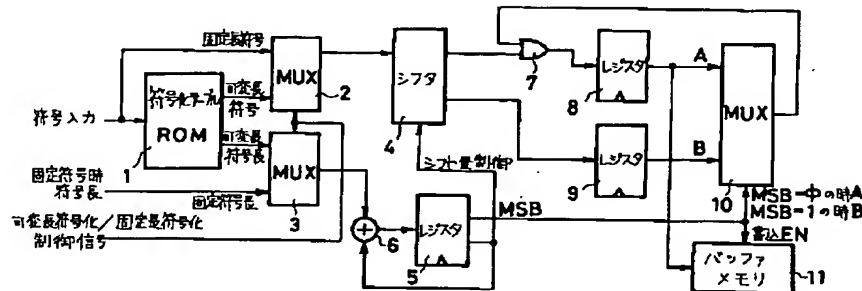 固定長符号
符号入力
符号化テーブル
ROM
1
可変長
符号
可変長
符号長
MUX
2
MUX
3
固定符号時
符号長
固定符号長
可変長符号化/固定長符号化
制御信号
シフタ
4
シフト量制御
6
レジスタ
5
MSB
7
レジスタ
8
レジスタ
9
A
B
MUX
10
MSB=Φの時A
MSB=1の時B
書込EN
バッファ
メモリ
11